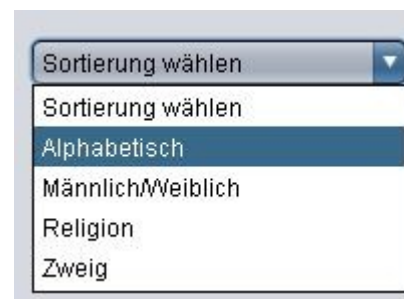 Sortierung wählen
Sortierung wählen
Alphabetisch
Männlich/Weiblich
Religion
Zweig